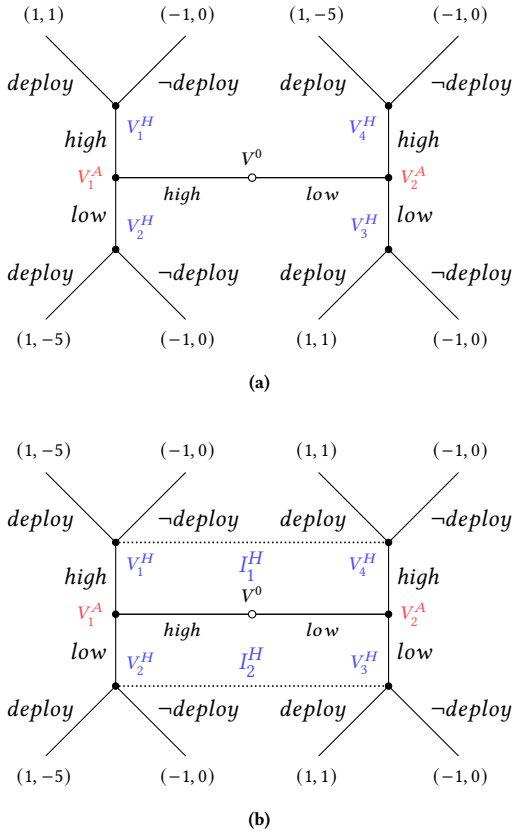 (1, 1) (−1, 0) (1, −5) (−1, 0)
deploy ¬deploy deploy ¬deploy
V_1^H V_4^H
high V^0 high
V_1^A high low V_2^A
low V_2^H V_3^H low
deploy ¬deploy deploy ¬deploy
(1, −5) (−1, 0) (1, 1) (−1, 0)
(a)
(1, −5) (−1, 0) (1, 1) (−1, 0)
deploy ¬deploy deploy ¬deploy
V_1^H I_1^H V_4^H
high V^0 high
V_1^A high low V_2^A
low V_2^H I_2^H V_3^H low
deploy ¬deploy deploy ¬deploy
(1, −5) (−1, 0) (1, 1) (−1, 0)
(b)